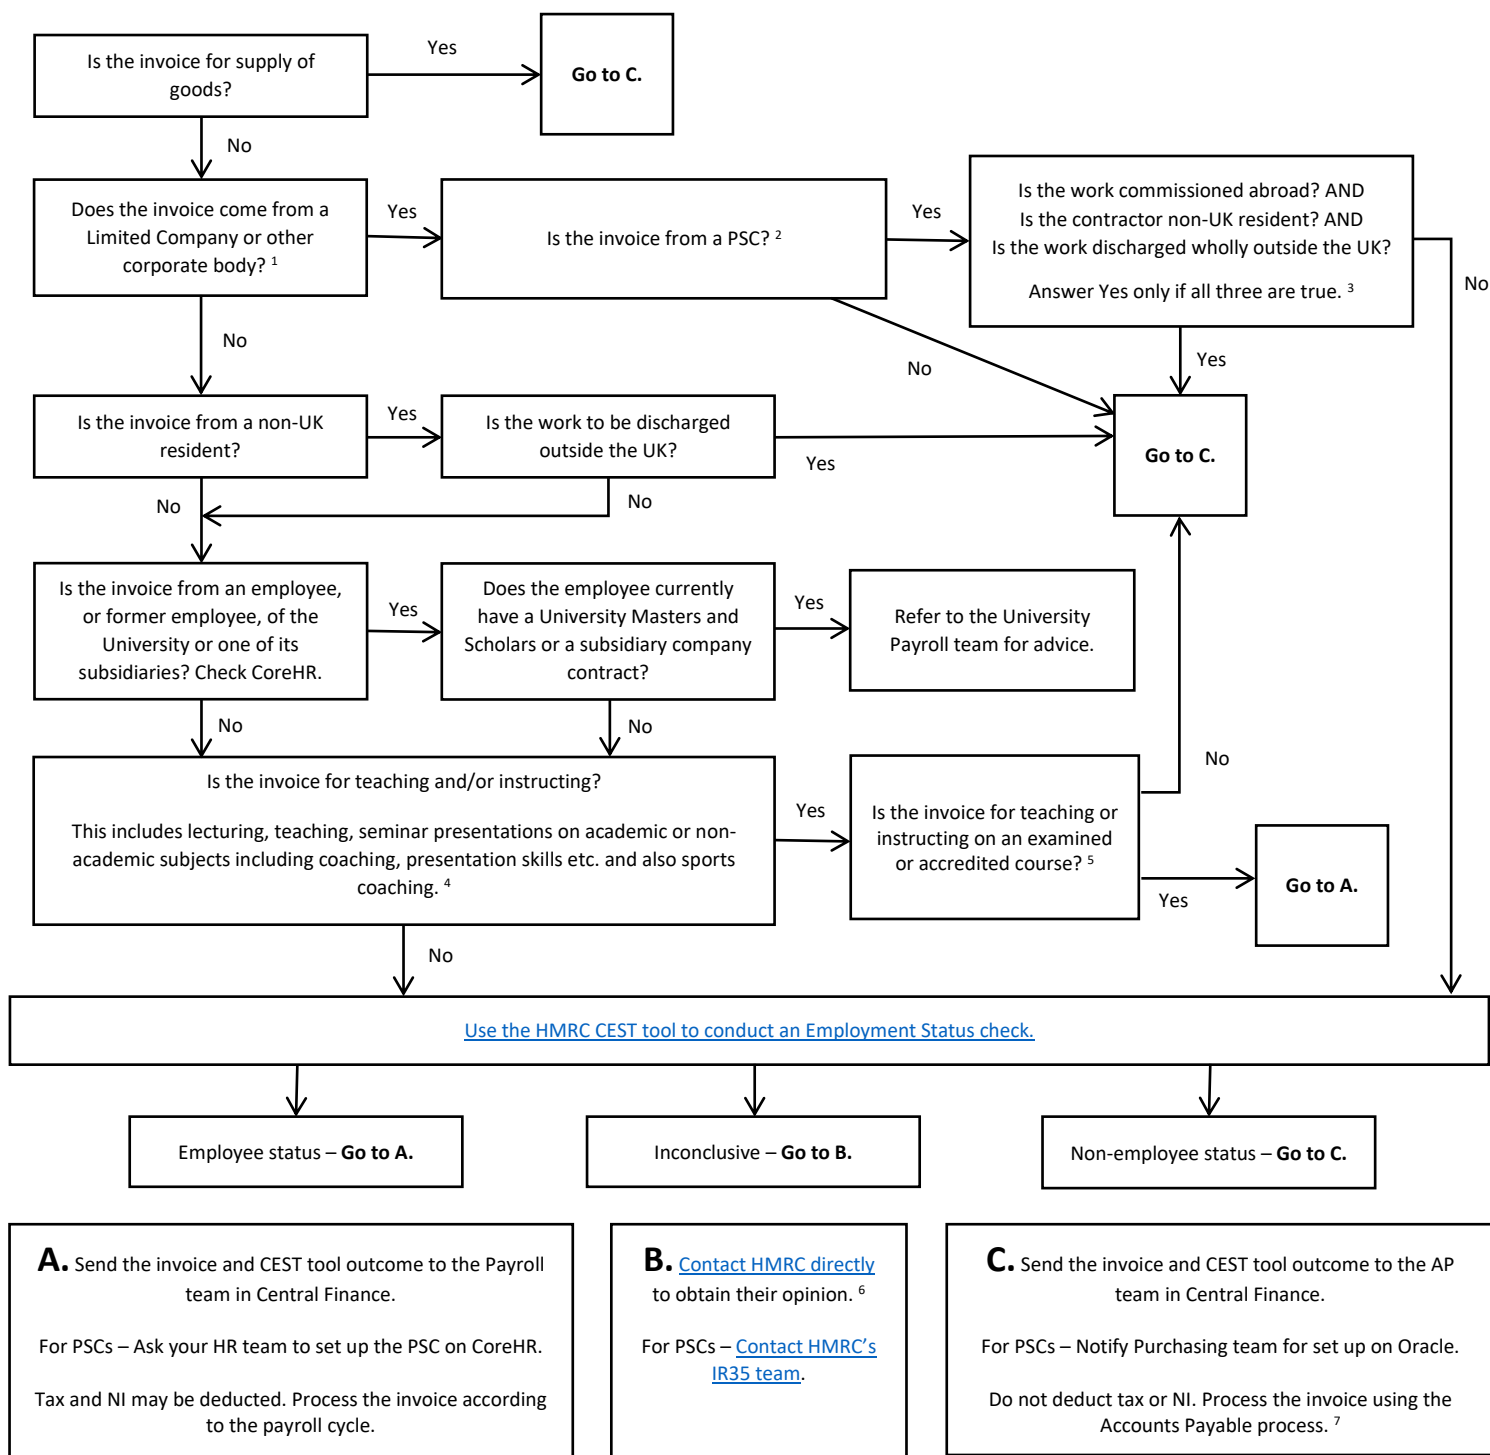 Is the invoice for supply of
goods?
Yes
Go to C.
No
Does the invoice come from a
Limited Company or other
corporate body? 1
Yes
Is the invoice from a PSC? 2
Yes
Is the work commissioned abroad? AND
Is the contractor non-UK resident? AND
Is the work discharged wholly outside the UK?
Answer Yes only if all three are true. 3
No
No
No
Yes
Is the invoice from a non-UK
resident?
Yes
Is the work to be discharged
outside the UK?
Yes
Go to C.
No
No
Is the invoice from an employee,
or former employee, of the
University or one of its
subsidiaries? Check CoreHR.
Yes
Does the employee currently
have a University Masters and
Scholars or a subsidiary company
contract?
Yes
Refer to the University
Payroll team for advice.
No
No
Is the invoice for teaching and/or instructing?
This includes lecturing, teaching, seminar presentations on academic or non-
academic subjects including coaching, presentation skills etc. and also sports
coaching. 4
Yes
Is the invoice for teaching or
instructing on an examined
or accredited course? 5
No
Yes
Go to A.
No
Use the HMRC CEST tool to conduct an Employment Status check.
Employee status – Go to A.
Inconclusive – Go to B.
Non-employee status – Go to C.
A. Send the invoice and CEST tool outcome to the Payroll
team in Central Finance.
For PSCs – Ask your HR team to set up the PSC on CoreHR.
Tax and NI may be deducted. Process the invoice according
to the payroll cycle.
B. Contact HMRC directly
to obtain their opinion. 6
For PSCs – Contact HMRC's
IR35 team.
C. Send the invoice and CEST tool outcome to the AP
team in Central Finance.
For PSCs – Notify Purchasing team for set up on Oracle.
Do not deduct tax or NI. Process the invoice using the
Accounts Payable process. 7